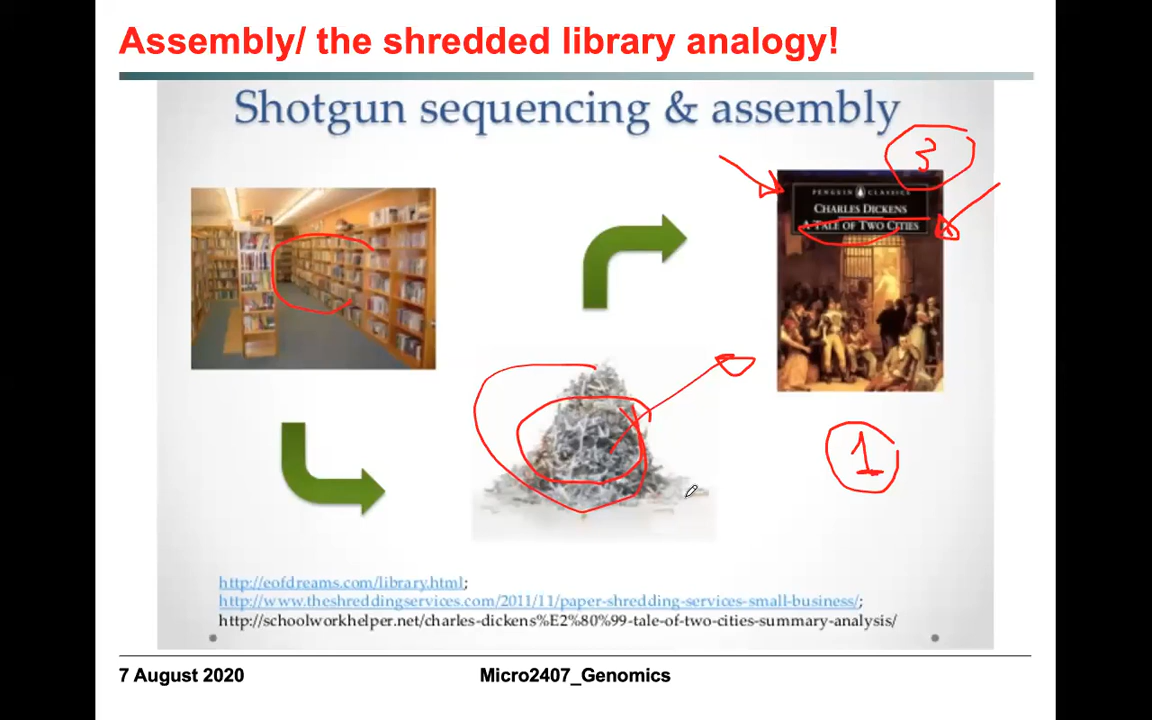 Assembly/ the shredded library analogy!
Shotgun sequencing & assembly
3
PENGUIN CLASSICS
CHARLES DICKENS
A TALE OF TWO CITIES
1
http://eofdreams.com/library.html;
http://www.theshreddingservices.com/2011/11/paper-shredding-services-small-business/;
http://schoolworkhelper.net/charles-dickens%E2%80%99-tale-of-two-cities-summary-analysis/
7 August 2020
Micro2407_Genomics